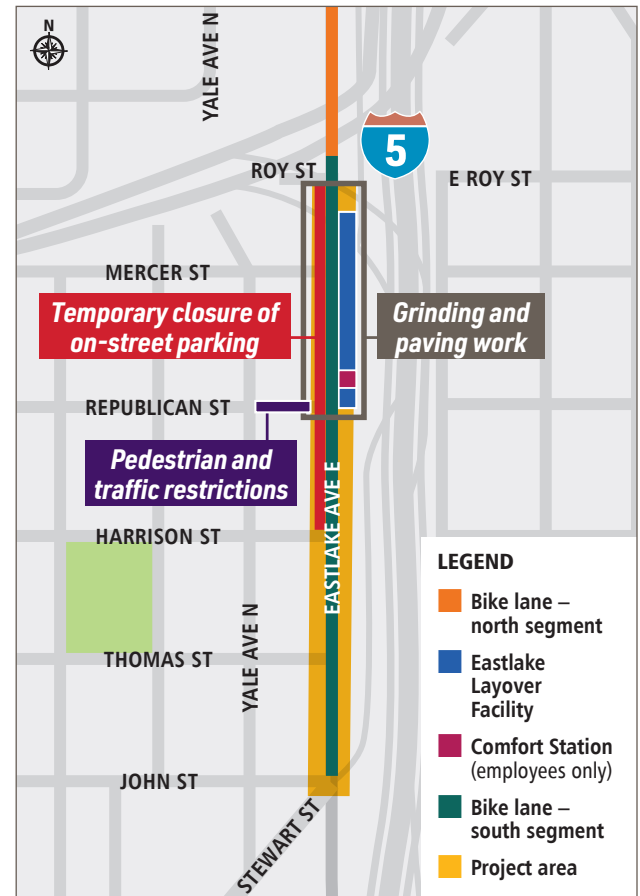 N
YALE AVE N
5
ROY ST
E ROY ST
MERCER ST
Temporary closure of
on-street parking
Grinding and
paving work
REPUBLICAN ST
Pedestrian and
traffic restrictions
EASTLAKE AVE E
HARRISON ST
YALE AVE N
THOMAS ST
JOHN ST
STEWART ST
LEGEND
Bike lane –
north segment
Eastlake
Layover
Facility
Comfort Station
(employees only)
Bike lane –
south segment
Project area